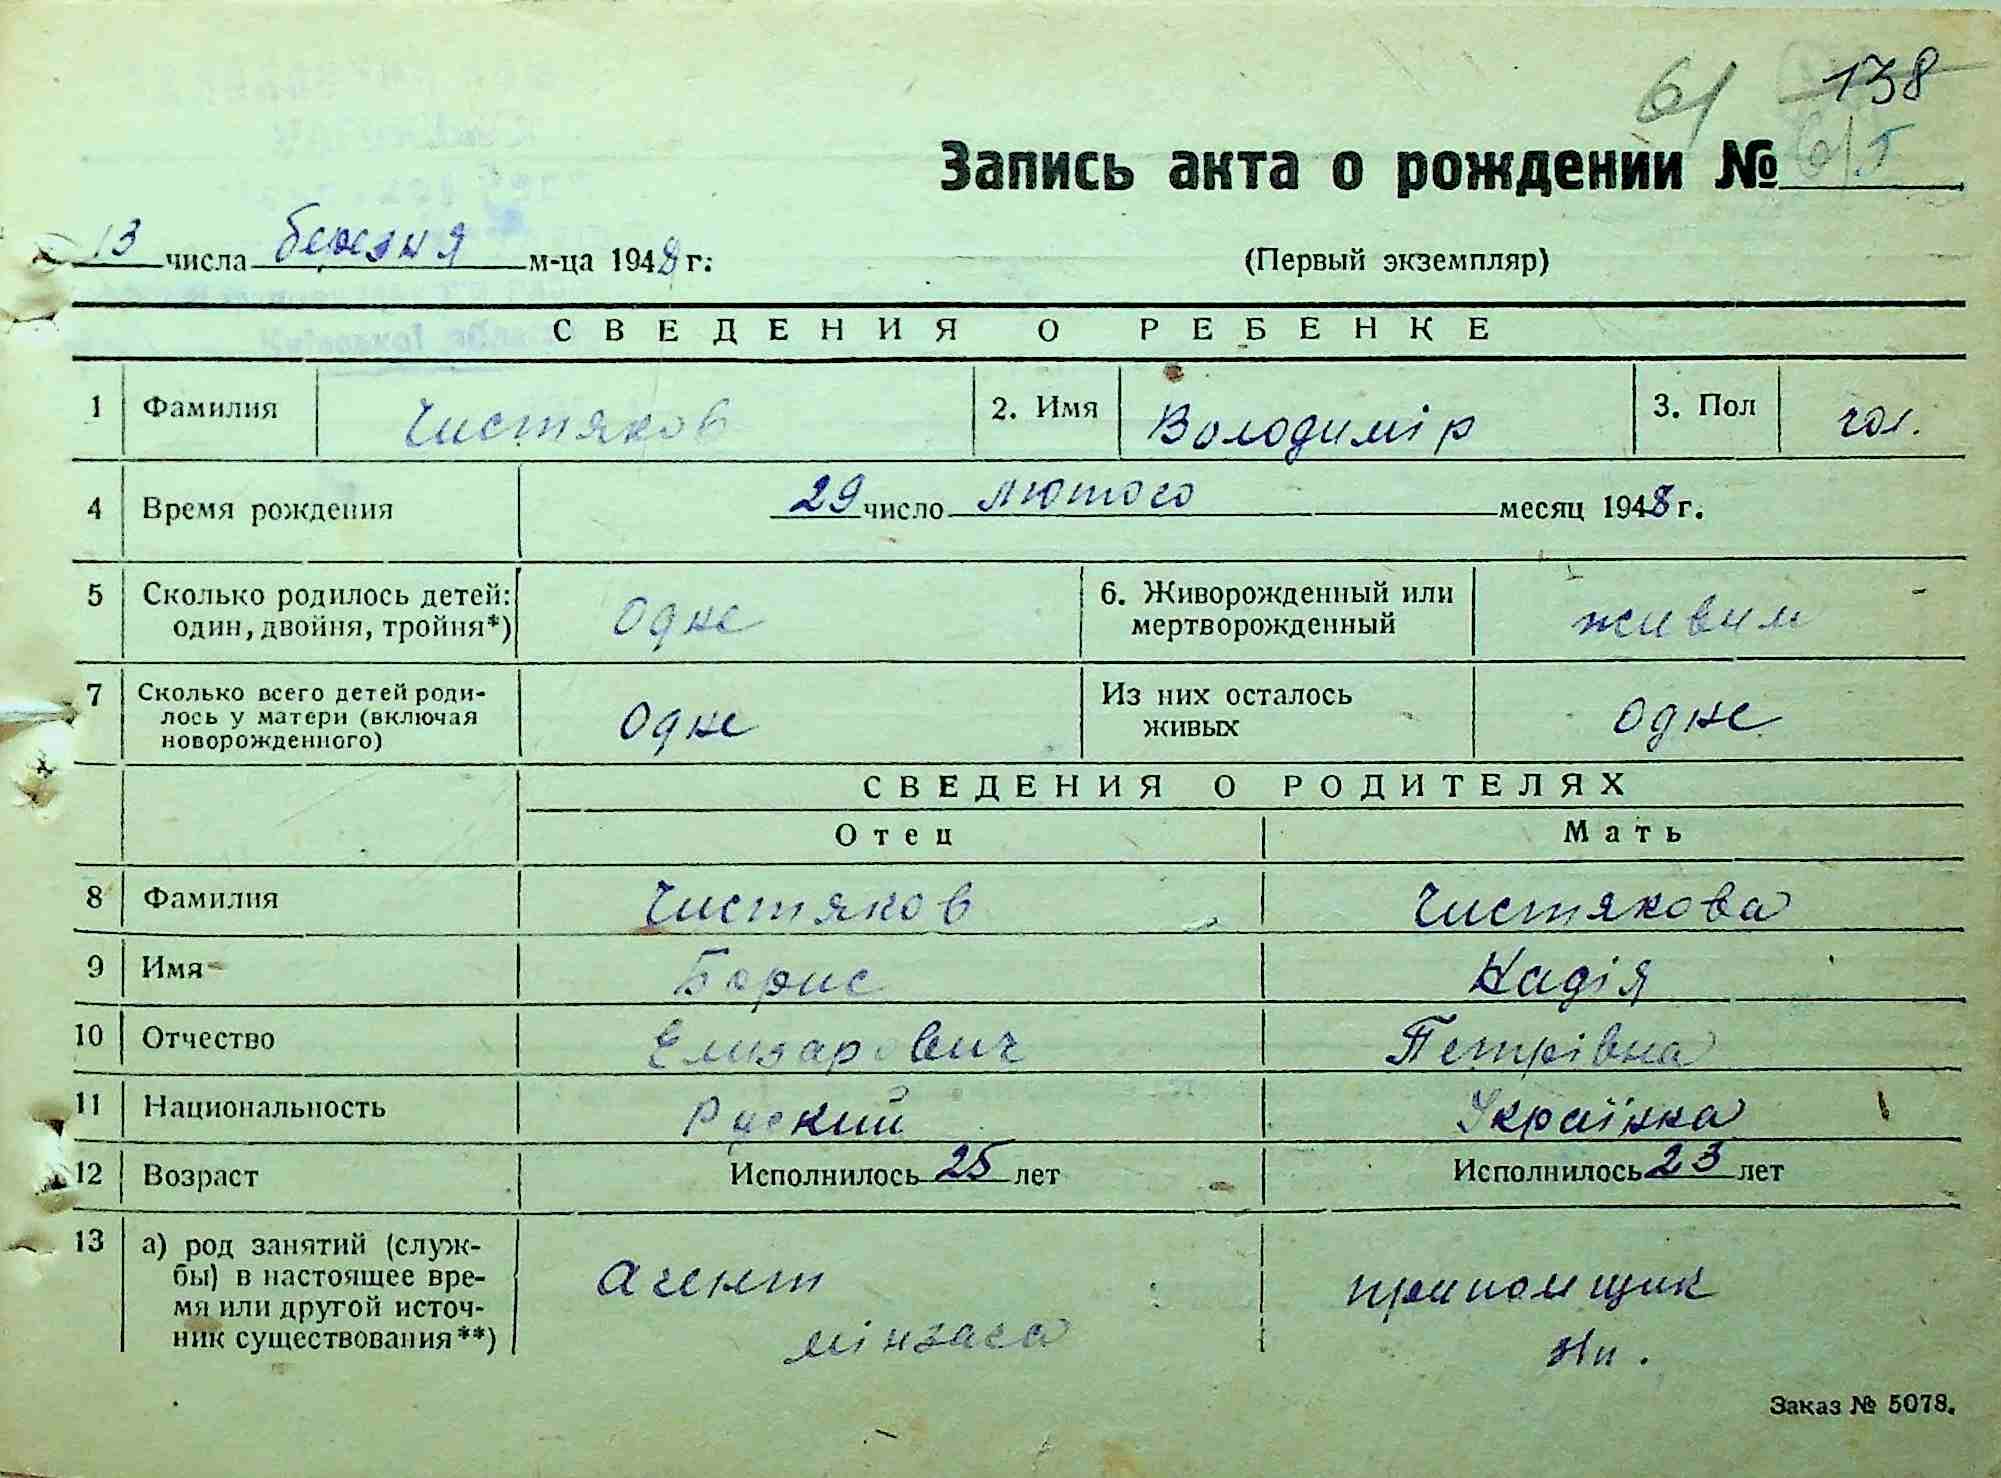 138
6/
Запись акта о рождении № 6/5
13 числа березня м-ца 1948 г.
(Первый экземпляр)
СВЕДЕНИЯ О РЕБЕНКЕ
1 Фамилия Чистяков 2. Имя Володимір 3. Пол чол.
4 Время рождения 29 число лютого месяц 1948 г.
5 Сколько родилось детей: один, двойня, тройня*) Одне 6. Живорожденный или мертворожденный живим
7 Сколько всего детей родилось у матери (включая новорожденного) Одне Из них осталось живых Одне
СВЕДЕНИЯ О РОДИТЕЛЯХ
Отец Мать
8 Фамилия Чистяков Чистякова
9 Имя Борис Надія
10 Отчество Елизарович Петрівна
11 Национальность Руский Українка
12 Возраст Исполнилось 25 лет Исполнилось 23 лет
13 а) род занятий (службы) в настоящее время или другой источник существования**) Агент мінзага
Заказ № 5078.